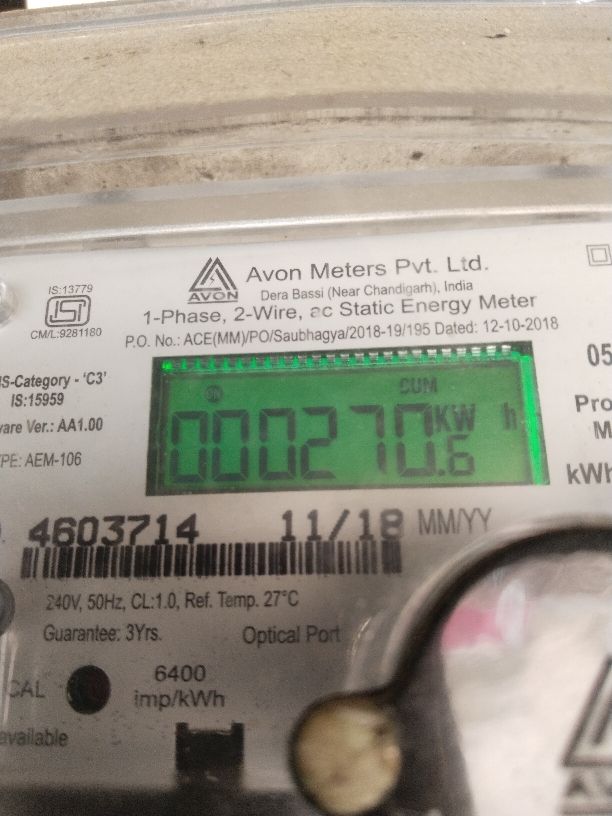 IS:13779
CM/L:9281180
AVON
Avon Meters Pvt. Ltd.
Dera Bassi (Near Chandigarh), India
1-Phase, 2-Wire, ac Static Energy Meter
P.O. No.: ACE(MM)/PO/Saubhagya/2018-19/195 Dated: 12-10-2018
S-Category - 'C3'
IS:15959
ware Ver.: AA1.00
PE: AEM-106
CUM
000270.6 KW h
05
Pro
M
kWh
4603714 11/18 MM/YY
240V, 50Hz, CL:1.0, Ref. Temp. 27°C
Guarantee: 3Yrs. Optical Port
CAL
6400
imp/kWh
available